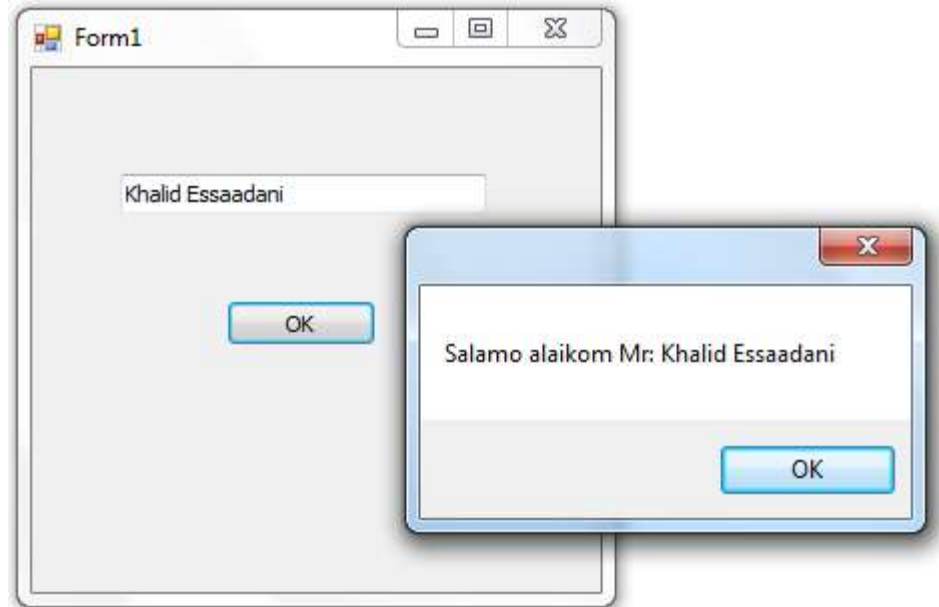 Form1
Khalid Essaadani
OK
Salamo alaikom Mr: Khalid Essaadani
OK